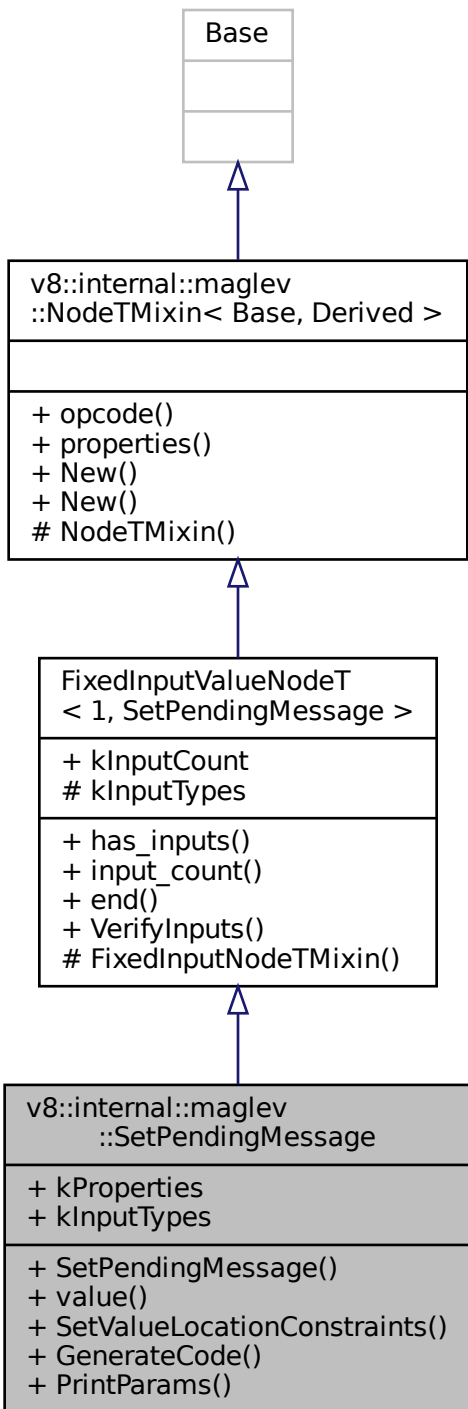 Base
v8::internal::maglev
::NodeTMixin< Base, Derived >
+ opcode()
+ properties()
+ New()
+ New()
# NodeTMixin()
FixedInputValueNodeT
< 1, SetPendingMessage >
+ kInputCount
# kInputTypes
+ has_inputs()
+ input_count()
+ end()
+ VerifyInputs()
# FixedInputNodeTMixin()
v8::internal::maglev
::SetPendingMessage
+ kProperties
+ kInputTypes
+ SetPendingMessage()
+ value()
+ SetValueLocationConstraints()
+ GenerateCode()
+ PrintParams()